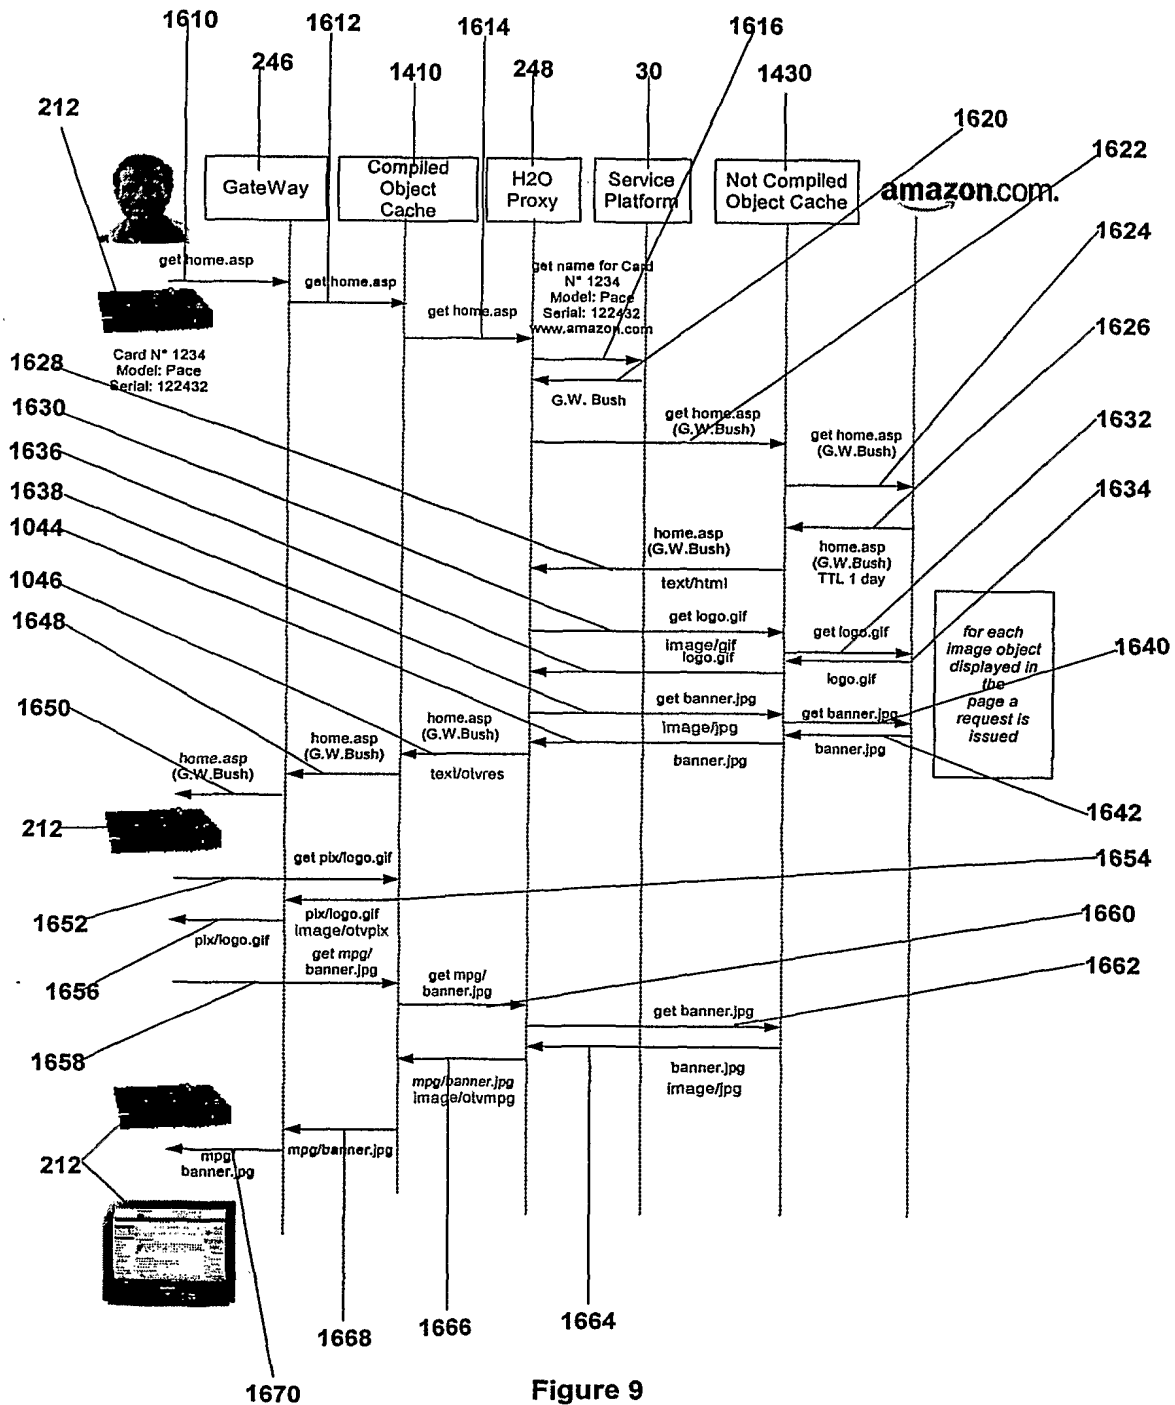 1610
1612
1614
1616
246
1410
248
30
1430
212
1620
1622
1624
1626
GateWay
Compiled
Object
Cache
H2O
Proxy
Service
Platform
Not Compiled
Object Cache
amazon.com.
get home.asp
get home.asp
get home.asp
get name for Card
N° 1234
Model: Pace
Serial: 122432
www.amazon.com
Card N° 1234
Model: Pace
Serial: 122432
1628
1630
1636
1638
1044
1046
1648
1650
G.W. Bush
get home.asp
(G.W.Bush)
get home.asp
(G.W.Bush)
1632
1634
home.asp
(G.W.Bush)
text/html
home.asp
(G.W.Bush)
TTL 1 day
get logo.gif
image/gif
logo.gif
get logo.gif
logo.gif
for each
image object
displayed in
the
page a
request is
issued
1640
get banner.jpg
image/jpg
banner.jpg
get banner.jpg
banner.jpg
home.asp
(G.W.Bush)
text/otvres
home.asp
(G.W.Bush)
home.asp
(G.W.Bush)
1642
212
get pix/logo.gif
1654
1652
pix/logo.gif
image/otvpix
pix/logo.gif
1660
get mpg/
banner.jpg
get mpg/
banner.jpg
1662
1656
get banner.jpg
1658
banner.jpg
image/jpg
mpg/banner.jpg
image/otvmpg
mpg/banner.jpg
mpg/
banner.jpg
212
1668
1666
1664
1670
Figure 9